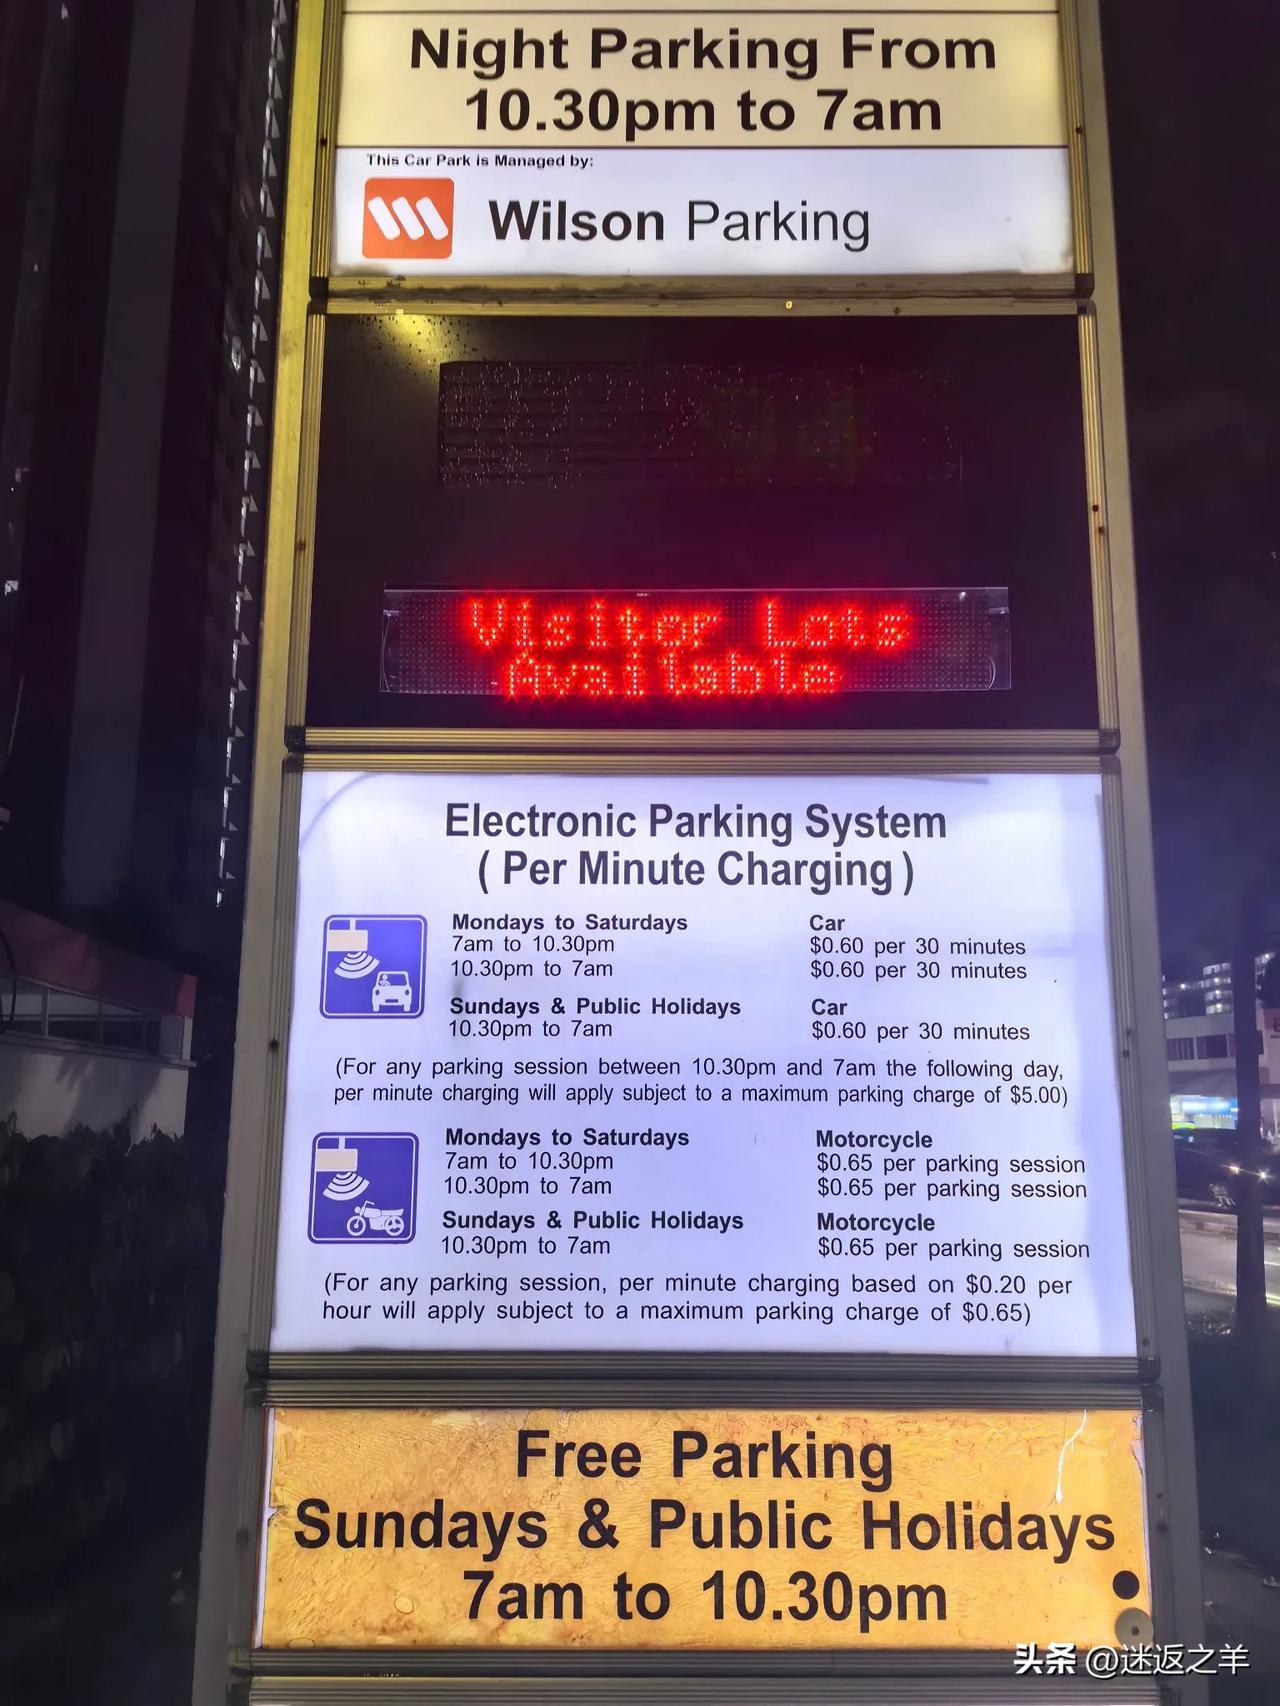 Night Parking From
10.30pm to 7am
This Car Park is Managed by:
Wilson Parking
Visitor Lots
Available
Electronic Parking System
( Per Minute Charging )
Mondays to Saturdays Car
7am to 10.30pm $0.60 per 30 minutes
10.30pm to 7am $0.60 per 30 minutes
Sundays & Public Holidays Car
10.30pm to 7am $0.60 per 30 minutes
(For any parking session between 10.30pm and 7am the following day,
per minute charging will apply subject to a maximum parking charge of $5.00)
Mondays to Saturdays Motorcycle
7am to 10.30pm $0.65 per parking session
10.30pm to 7am $0.65 per parking session
Sundays & Public Holidays Motorcycle
10.30pm to 7am $0.65 per parking session
(For any parking session, per minute charging based on $0.20 per
hour will apply subject to a maximum parking charge of $0.65)
Free Parking
Sundays & Public Holidays
7am to 10.30pm
头条 @迷返之羊